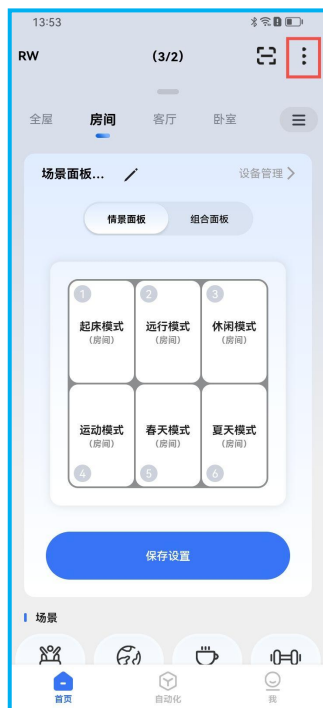 13:53
RW
(3/2)
全屋
房间
客厅
卧室
场景面板...
设备管理
情景面板
组合面板
1
2
3
起床模式
远行模式
休闲模式
(房间)
(房间)
(房间)
运动模式
春天模式
夏天模式
(房间)
(房间)
(房间)
4
5
6
保存设置
场景
首页
自动化
我